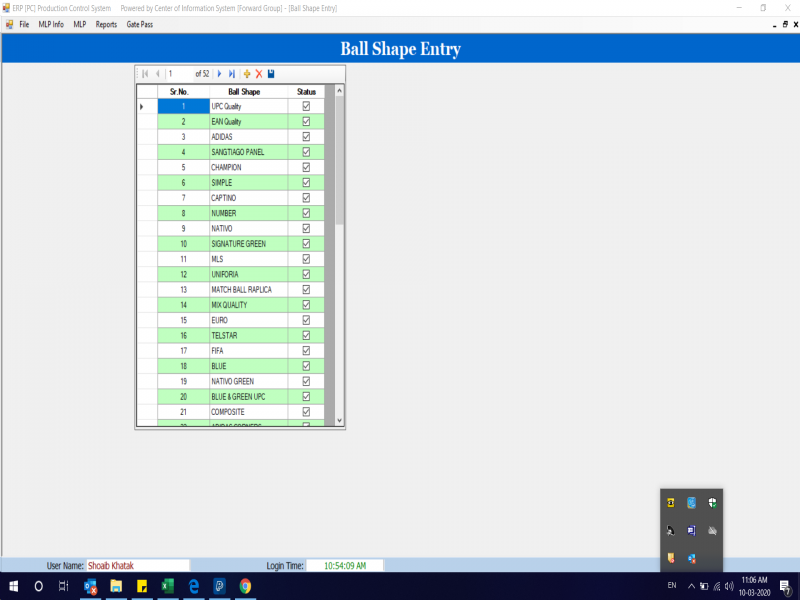 ERP [PC] Production Control System Powered by Center of Information System [Forward Group] - [Ball Shape Entry]
File MLP Info MLP Reports Gate Pass
Ball Shape Entry
1 of 52
Sr.No. Ball Shape Status
1 UPC Quality
2 EAN Quality
3 ADIDAS
4 SANGTIAGO PANEL
5 CHAMPION
6 SIMPLE
7 CAPTINO
8 NUMBER
9 NATIVO
10 SIGNATURE GREEN
11 MLS
12 UNIFORIA
13 MATCH BALL RAPLICA
14 MIX QUALITY
15 EURO
16 TELSTAR
17 FIFA
18 BLUE
19 NATIVO GREEN
20 BLUE & GREEN UPC
21 COMPOSITE
User Name: Shoaib Khatak Login Time: 10:54:09 AM
EN 11:06 AM
10-03-2020